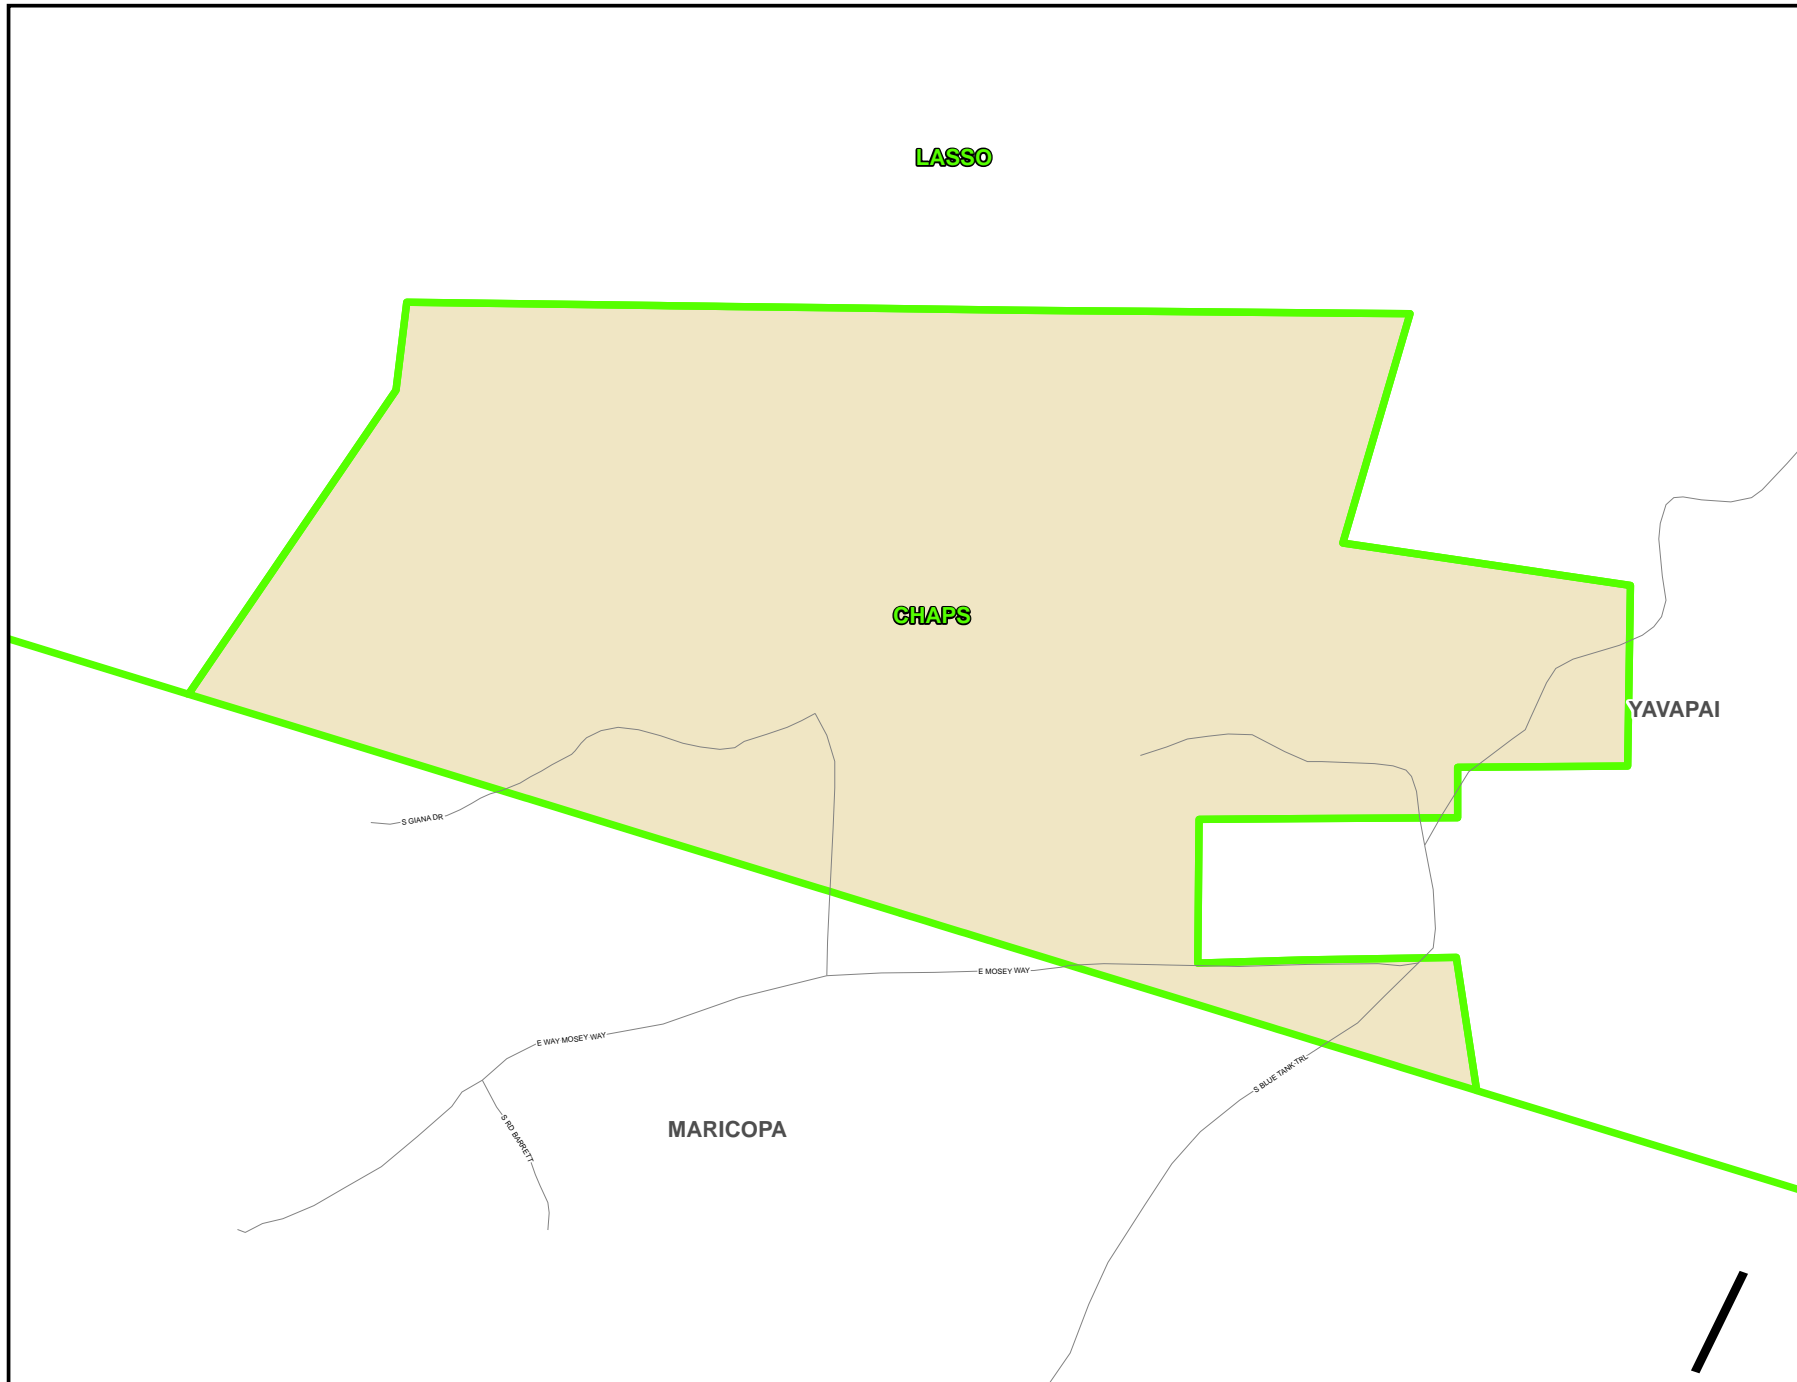 LASSO
CHAPS
YAVAPAI
S GIANA DR
E MOSEY WAY
E WAY MOSEY WAY
S BLUE TANK TRL
S RD BARRETT
MARICOPA